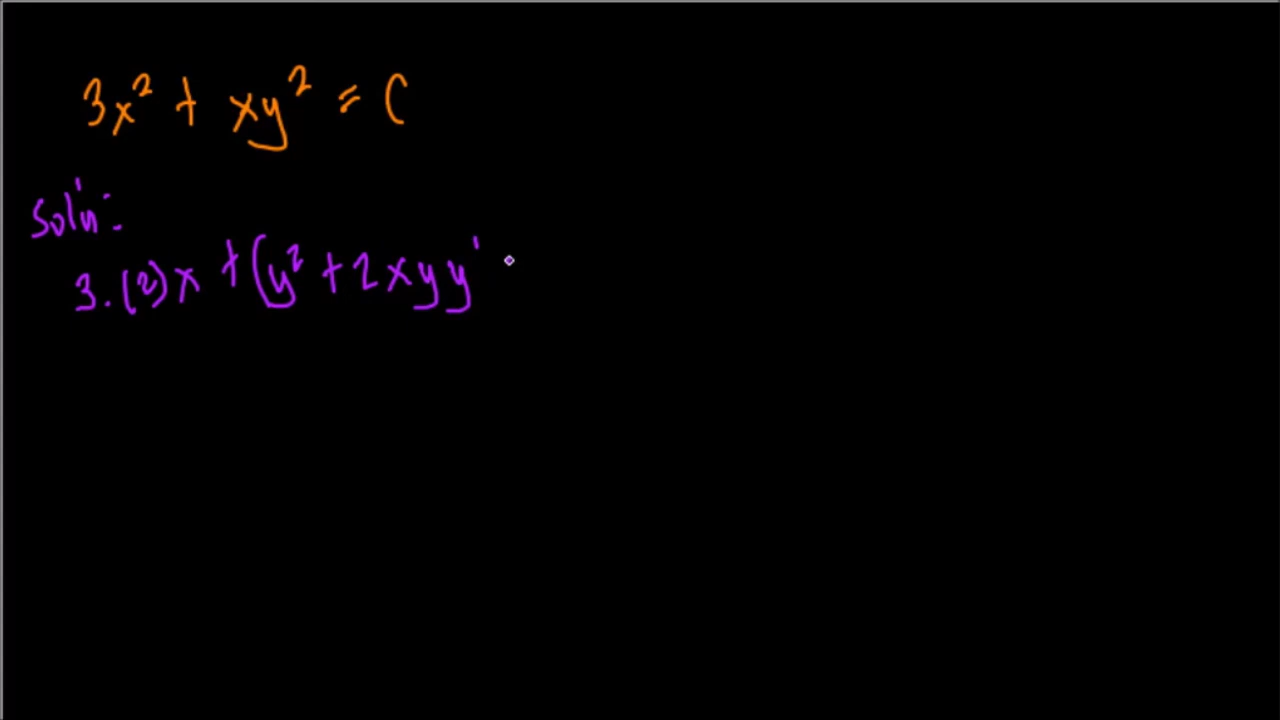 3x² + xy² = C
Sol'n:
3.(2)x + (y² + 2xyy'